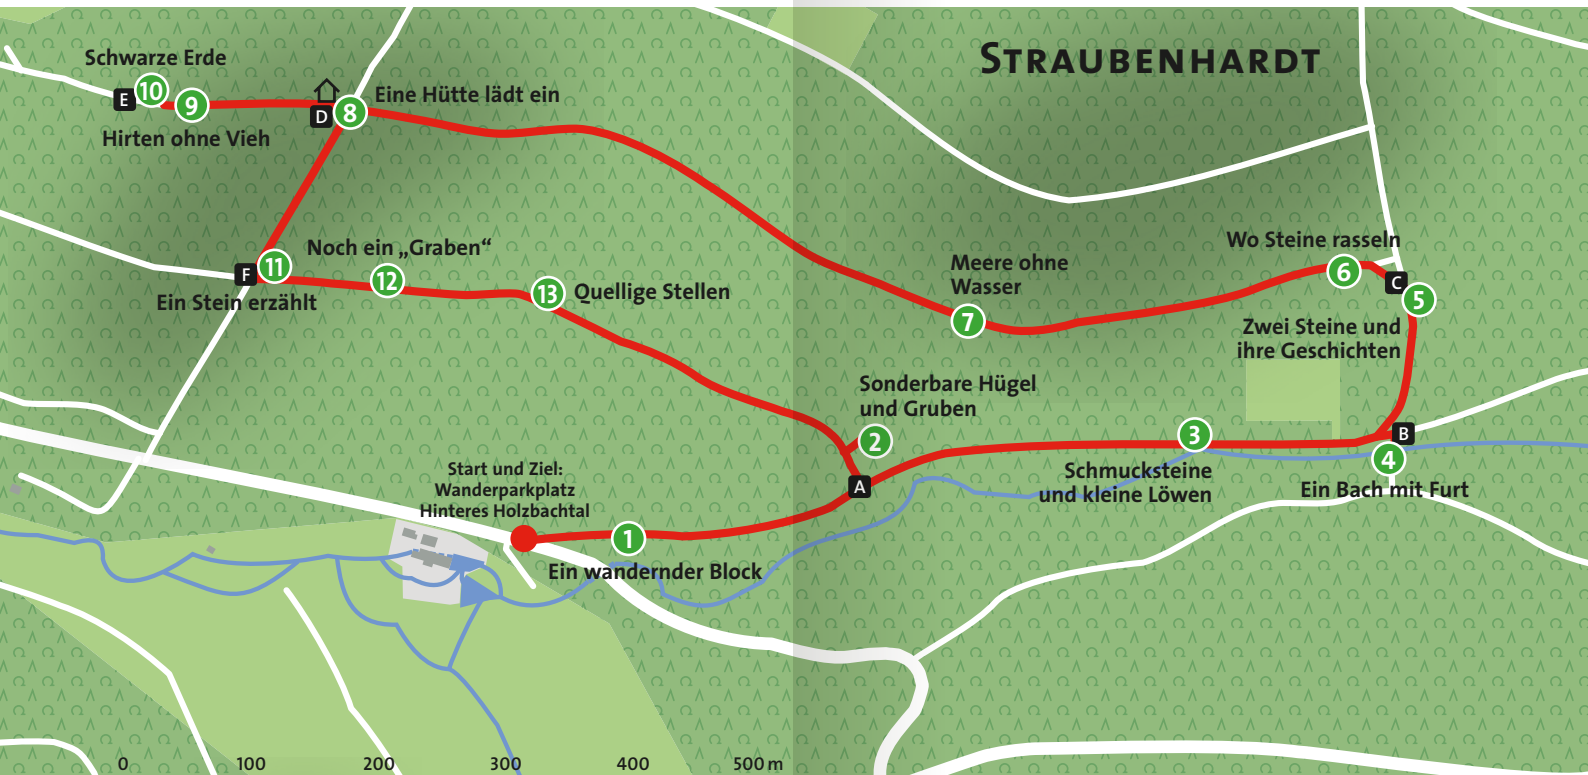 STRAUBENHARDT
Schwarze Erde
E
10
9
D
8
Eine Hütte lädt ein
Hirten ohne Vieh
Noch ein „Graben“
F
11
12
13
Quellige Stellen
Ein Stein erzählt
Wo Steine rasseln
6
C
5
Meere ohne
Wasser
7
Zwei Steine und
ihre Geschichten
Sonderbare Hügel
und Gruben
2
3
B
4
Schmucksteine
und kleine Löwen
Ein Bach mit Furt
A
Start und Ziel:
Wanderparkplatz
Hinteres Holzbachtal
1
Ein wandernder Block
0 100 200 300 400 500 m